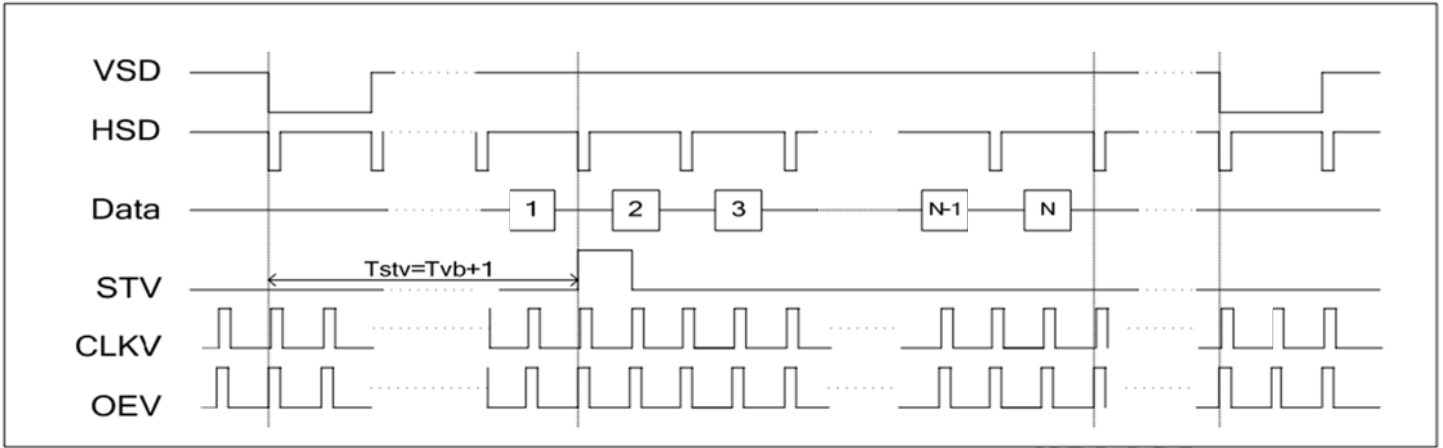 VSD
HSD
Data 1 2 3 N-1 N
Tstv=Tvb+1
STV
CLKV
OEV